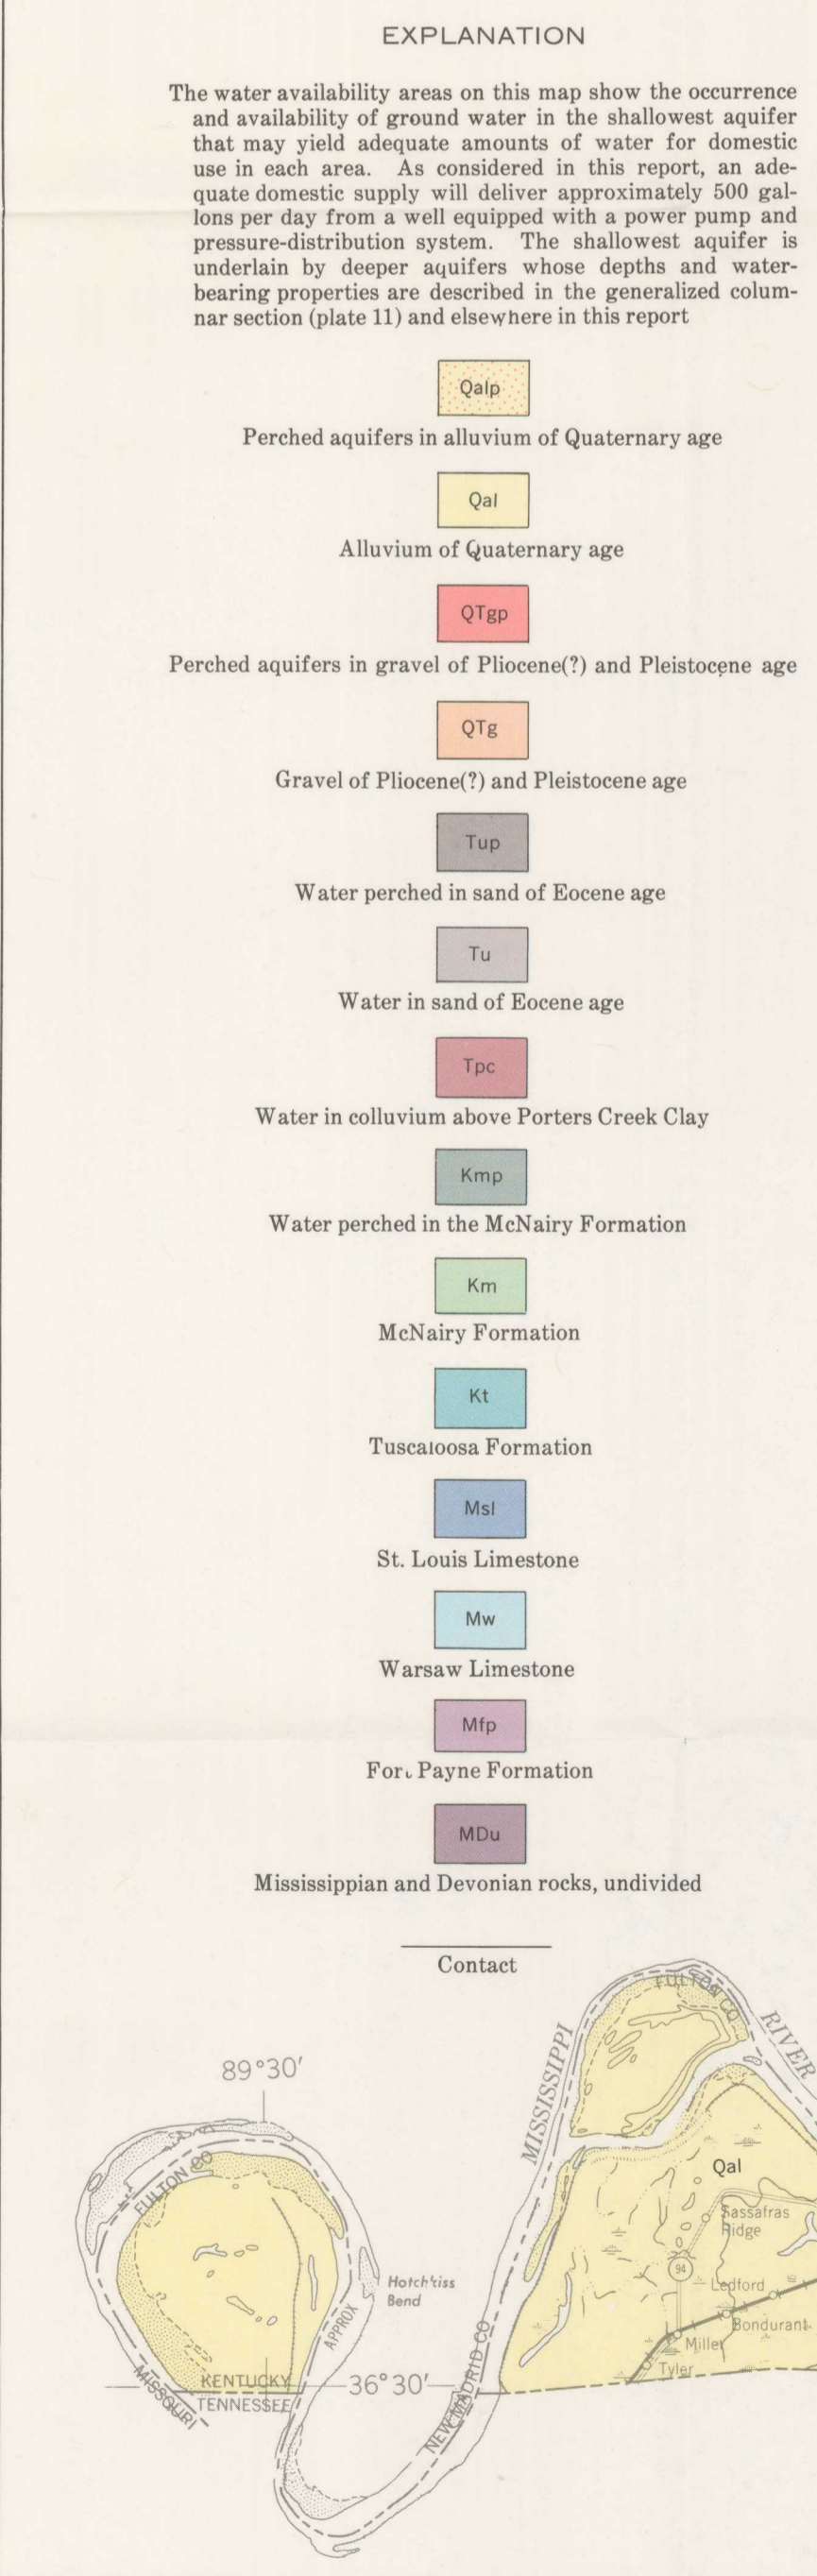 EXPLANATION
The water availability areas on this map show the occurrence
and availability of ground water in the shallowest aquifer
that may yield adequate amounts of water for domestic
use in each area. As considered in this report, an ade-
quate domestic supply will deliver approximately 500 gal-
lons per day from a well equipped with a power pump and
pressure-distribution system. The shallowest aquifer is
underlain by deeper aquifers whose depths and water-
bearing properties are described in the generalized colum-
nar section (plate 11) and elsewhere in this report
Qalp
Perched aquifers in alluvium of Quaternary age
Qal
Alluvium of Quaternary age
QTgp
Perched aquifers in gravel of Pliocene(?) and Pleistocene age
QTg
Gravel of Pliocene(?) and Pleistocene age
Tup
Water perched in sand of Eocene age
Tu
Water in sand of Eocene age
Tpc
Water in colluvium above Porters Creek Clay
Kmp
Water perched in the McNairy Formation
Km
McNairy Formation
Kt
Tuscaloosa Formation
Msl
St. Louis Limestone
Mw
Warsaw Limestone
Mfp
Fort Payne Formation
MDu
Mississippian and Devonian rocks, undivided
Contact
FULTON CO
RIVER
MISSISSIPPI
89°30'
FULTON CO
Qal
Sassafras
Ridge
94
Hotchkiss
Bend
Ledford
Bondurant
APPROX
Millet
Tyler
MISSOURI
KENTUCKY
TENNESSEE
36°30'
NEW MADRID CO